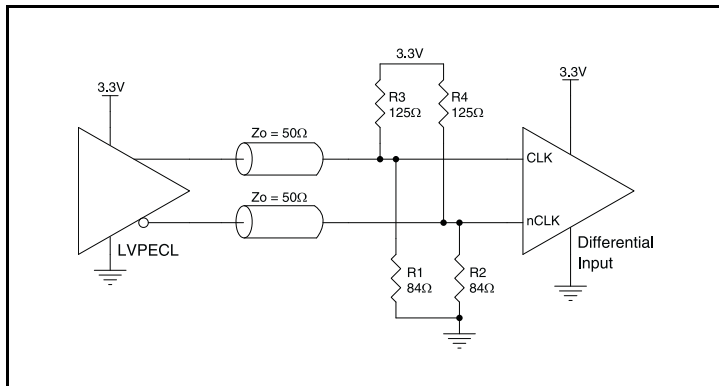 3.3V
3.3V
3.3V
R3
125Ω
R4
125Ω
Zo = 50Ω
CLK
Zo = 50Ω
nCLK
LVPECL
Differential
Input
R1
84Ω
R2
84Ω